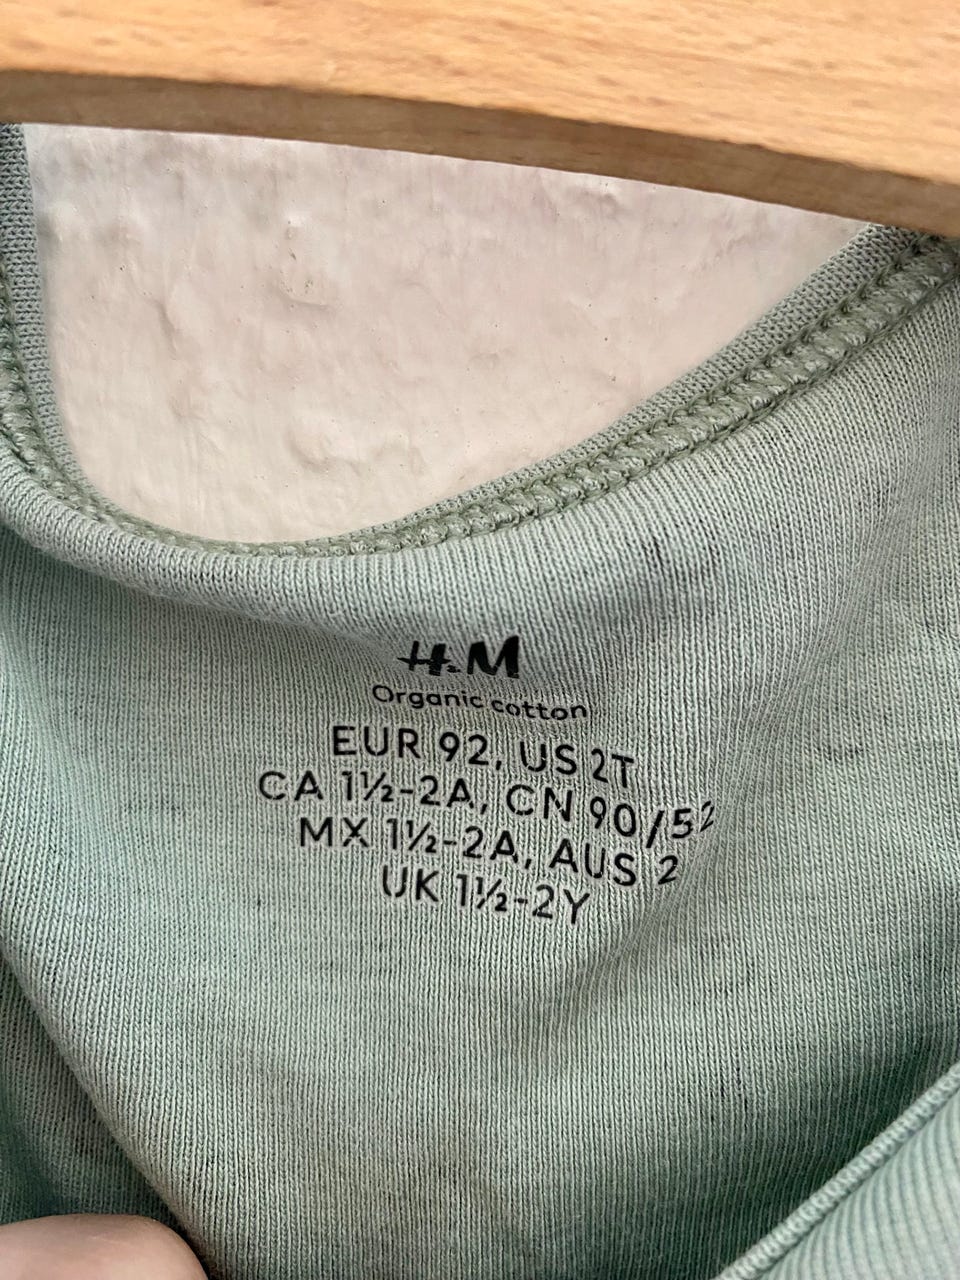 H&M
Organic cotton
EUR 92, US 2T
CA 1½-2A, CN 90/52
MX 1½-2A, AUS 2
UK 1½-2Y